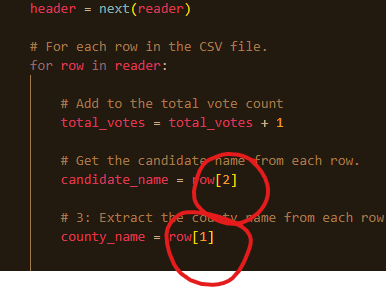 header = next(reader)
# For each row in the CSV file.
for row in reader:
# Add to the total vote count
total_votes = total_votes + 1
# Get the candidate name from each row.
candidate_name = row[2]
# 3: Extract the county name from each row
county_name = row[1]